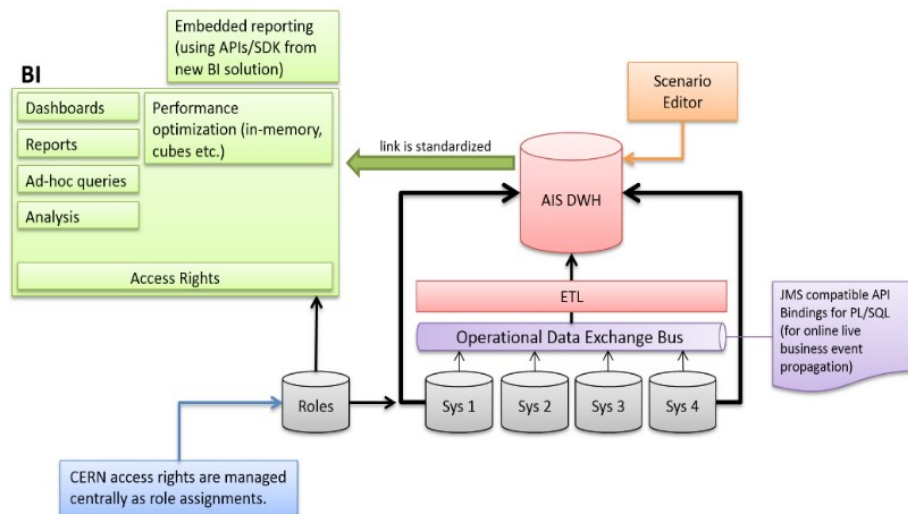 Embedded reporting
(using APIs/SDK from
new BI solution)
BI
Dashboards
Reports
Ad-hoc queries
Analysis
Performance
optimization (in-memory,
cubes etc.)
Access Rights
link is standardized
Scenario
Editor
AIS DWH
ETL
Operational Data Exchange Bus
JMS compatible API
Bindings for PL/SQL
(for online live
business event
propagation)
Roles
Sys 1
Sys 2
Sys 3
Sys 4
CERN access rights are managed
centrally as role assignments.